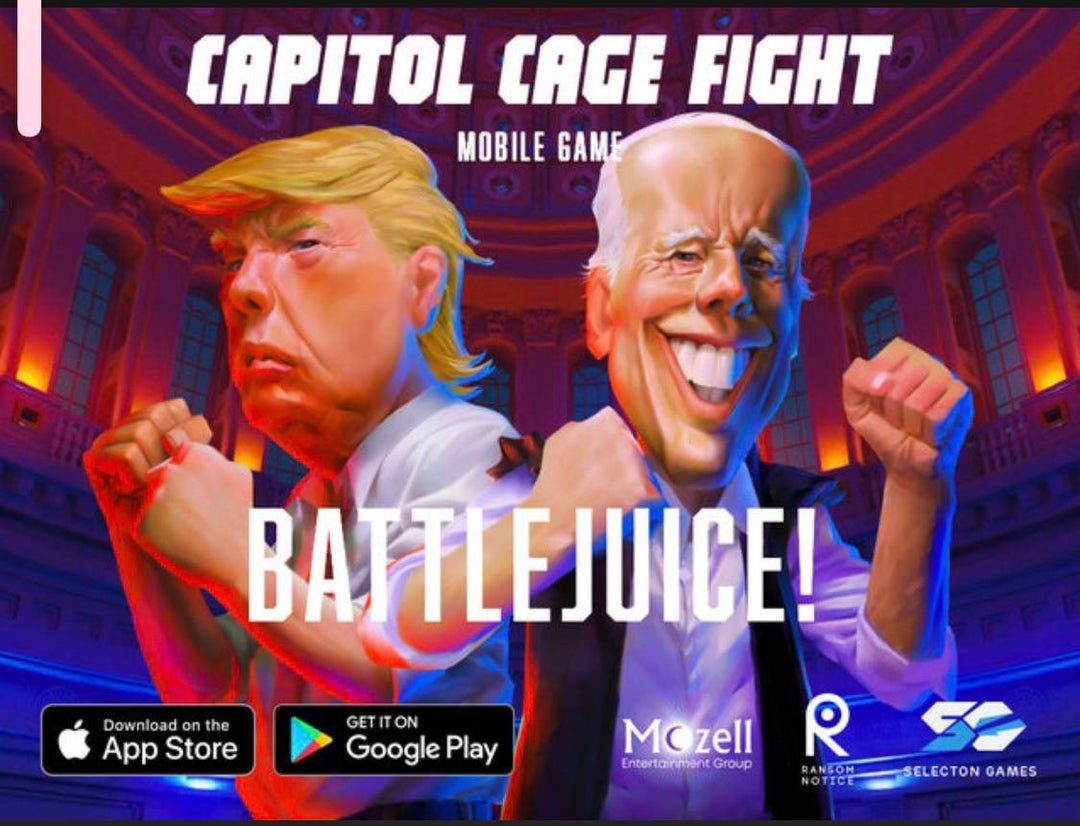 CAPITOL CAGE FIGHT
MOBILE GAME
BATTLEJUICE!
Download on the
App Store
GET IT ON
Google Play
Mozell
Entertainment Group
R
RANSOM
NOTICE
SG
SELECTON GAMES